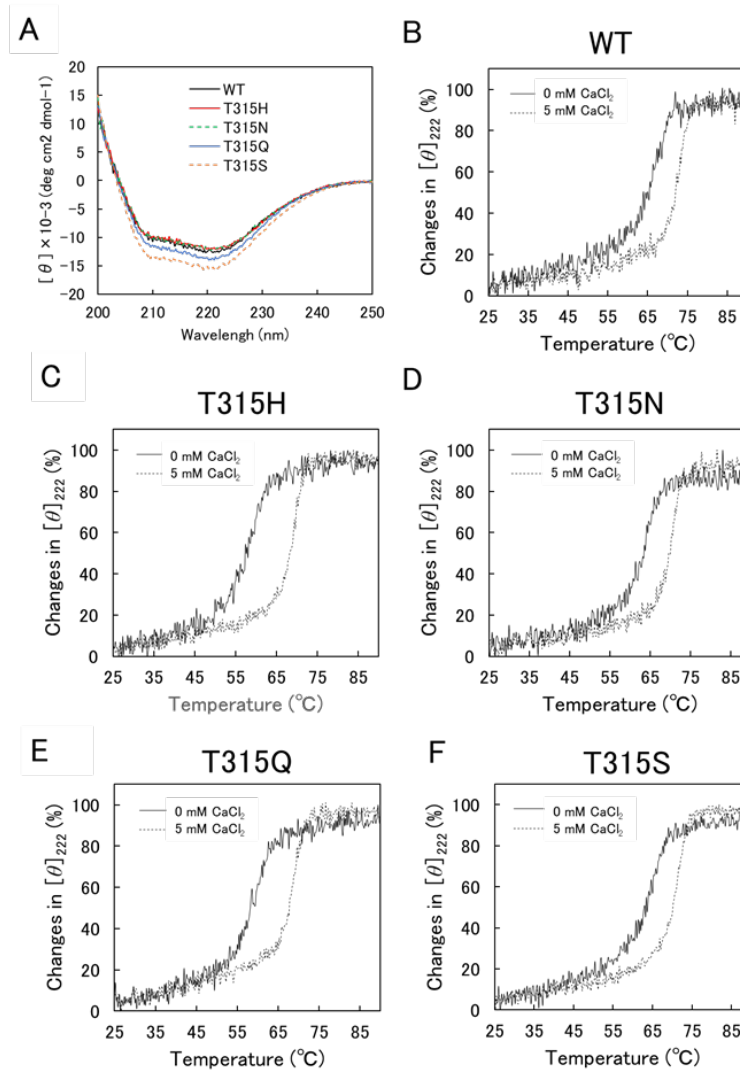 A
[θ]×10-3 (deg cm2 dmol-1)
20
15
10
5
0
-5
-10
-15
-20
WT
T315H
T315N
T315Q
T315S
200 210 220 230 240 250
Wavelengh (nm)
B
WT
Changes in [θ]222 (%)
100
80
60
40
20
0
0 mM CaCl2
5 mM CaCl2
25 35 45 55 65 75 85
Temperature (℃)
C
T315H
Changes in [θ]222 (%)
100
80
60
40
20
0
0 mM CaCl2
5 mM CaCl2
25 35 45 55 65 75 85
Temperature (℃)
D
T315N
Changes in [θ]222 (%)
100
80
60
40
20
0
0 mM CaCl2
5 mM CaCl2
25 35 45 55 65 75 85
Temperature (℃)
E
T315Q
Changes in [θ]222 (%)
100
80
60
40
20
0
0 mM CaCl2
5 mM CaCl2
25 35 45 55 65 75 85
Temperature (℃)
F
T315S
Changes in [θ]222 (%)
100
80
60
40
20
0
0 mM CaCl2
5 mM CaCl2
25 35 45 55 65 75 85
Temperature (℃)